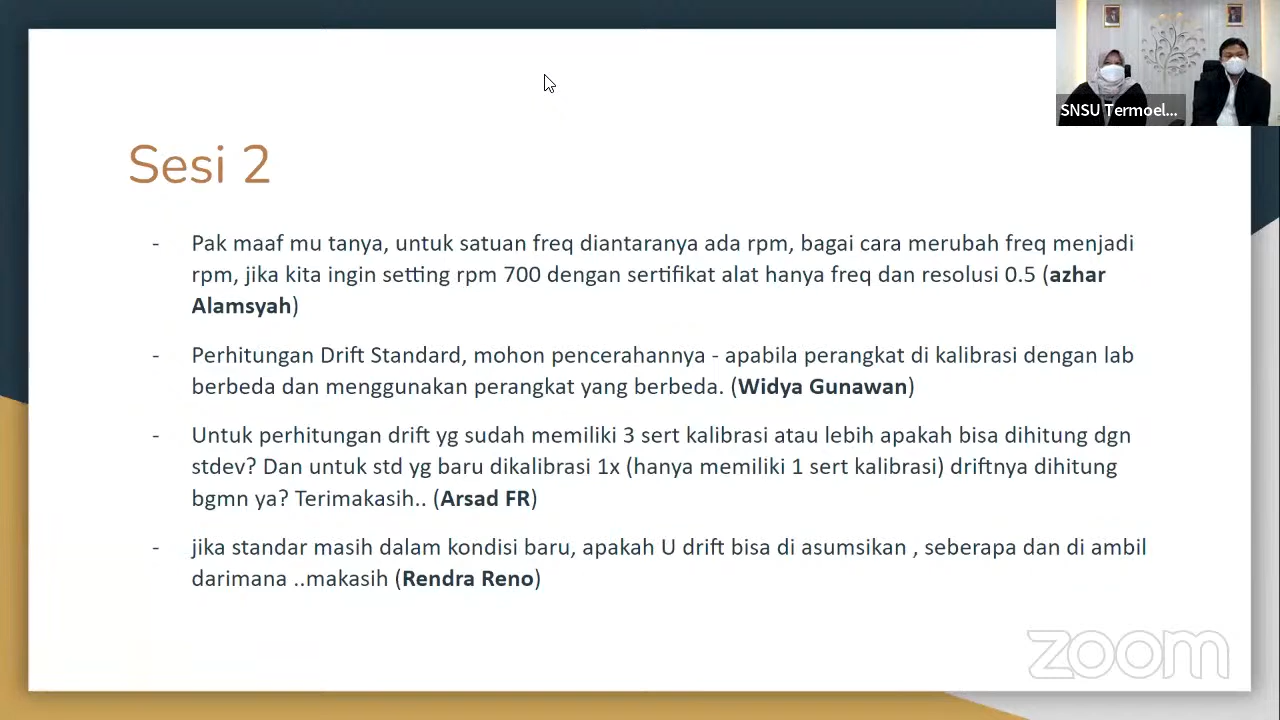 SNSU Termoel...
Sesi 2
- Pak maaf mu tanya, untuk satuan freq diantaranya ada rpm, bagai cara merubah freq menjadi
rpm, jika kita ingin setting rpm 700 dengan sertifikat alat hanya freq dan resolusi 0.5 (azhar
Alamsyah)
- Perhitungan Drift Standard, mohon pencerahannya - apabila perangkat di kalibrasi dengan lab
berbeda dan menggunakan perangkat yang berbeda. (Widya Gunawan)
- Untuk perhitungan drift yg sudah memiliki 3 sert kalibrasi atau lebih apakah bisa dihitung dgn
stdev? Dan untuk std yg baru dikalibrasi 1x (hanya memiliki 1 sert kalibrasi) driftnya dihitung
bgmn ya? Terimakasih.. (Arsad FR)
- jika standar masih dalam kondisi baru, apakah U drift bisa di asumsikan , seberapa dan di ambil
darimana ..makasih (Rendra Reno)
zoom